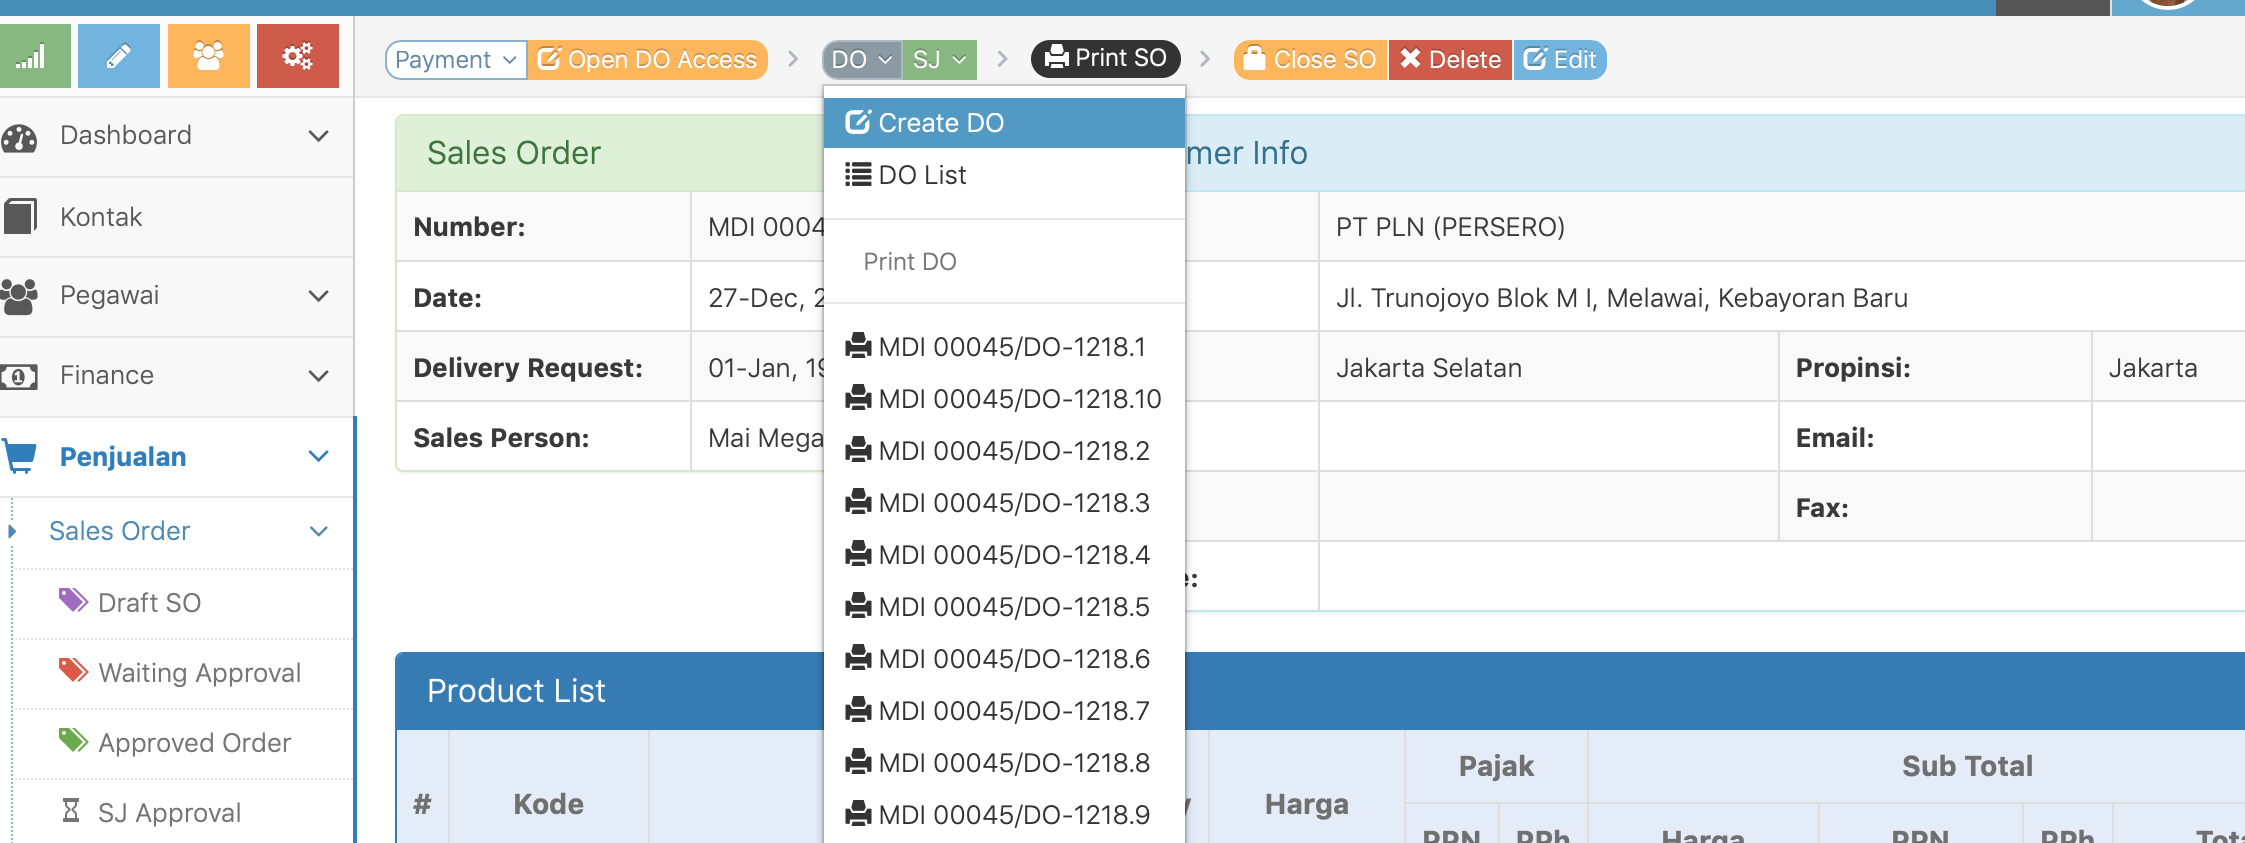 Payment Open DO Access DO SJ Print SO Close SO Delete Edit
Dashboard
Kontak
Pegawai
Finance
Penjualan
Sales Order
Draft SO
Waiting Approval
Approved Order
SJ Approval
Create DO
DO List
Print DO
MDI 00045/DO-1218.1
MDI 00045/DO-1218.10
MDI 00045/DO-1218.2
MDI 00045/DO-1218.3
MDI 00045/DO-1218.4
MDI 00045/DO-1218.5
MDI 00045/DO-1218.6
MDI 00045/DO-1218.7
MDI 00045/DO-1218.8
MDI 00045/DO-1218.9
Sales Order
Number: MDI 0004
Date: 27-Dec, 2
Delivery Request: 01-Jan, 19
Sales Person: Mai Mega
mer Info
PT PLN (PERSERO)
Jl. Trunojoyo Blok M I, Melawai, Kebayoran Baru
Jakarta Selatan Propinsi: Jakarta
Email:
Fax:
Product List
# Kode Harga Pajak Sub Total
PPN PPh Harga PPN PPh